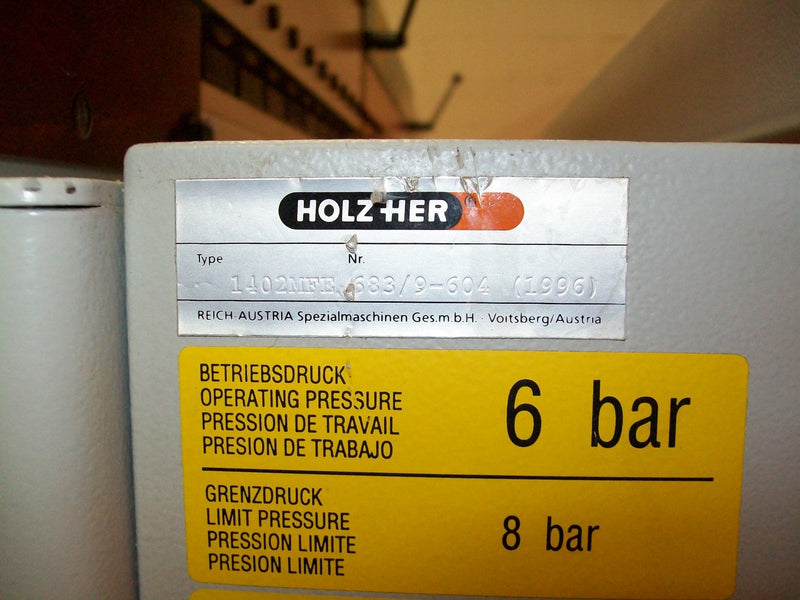 HOLZ-HER®
Type Nr.
1402MFE 683/9-604 (1996)
REICH AUSTRIA Spezialmaschinen Ges.m.b.H. · Voitsberg/Austria
BETRIEBSDRUCK
OPERATING PRESSURE
PRESSION DE TRAVAIL
PRESION DE TRABAJO
6 bar
GRENZDRUCK
LIMIT PRESSURE
PRESSION LIMITE
PRESION LIMITE
8 bar